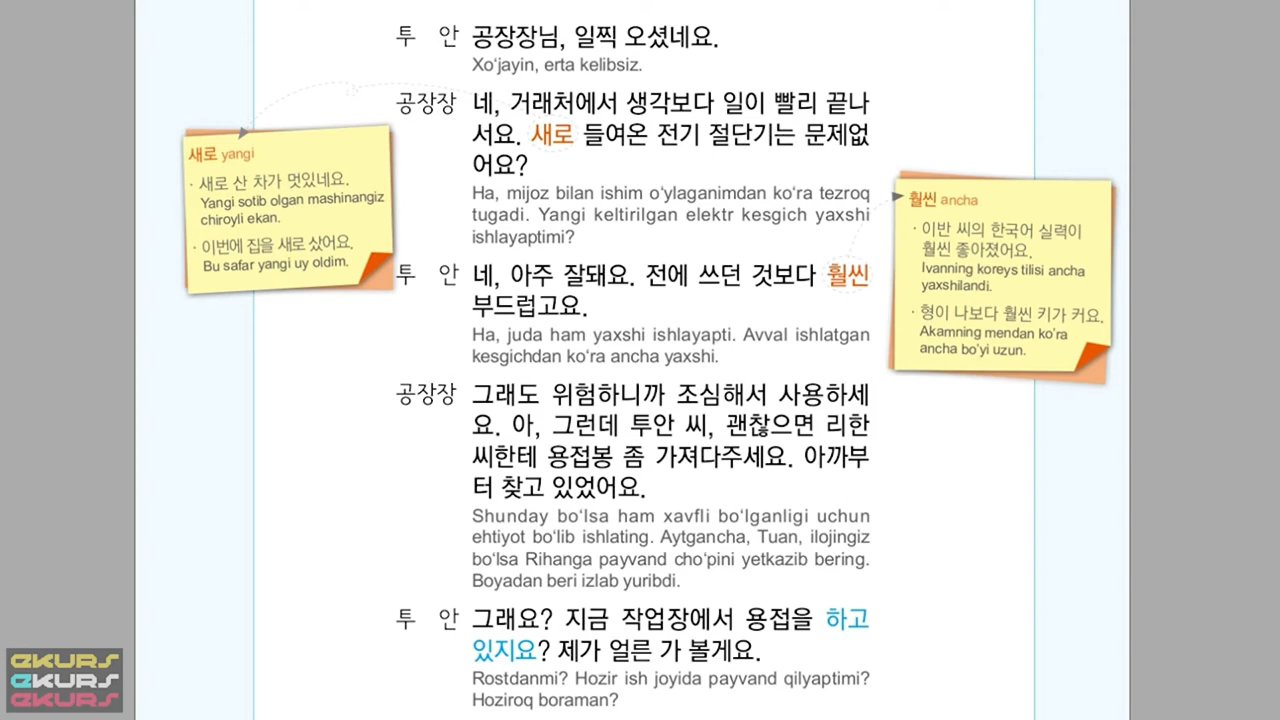 투 안 공장장님, 일찍 오셨네요.
Xo‘jayin, erta kelibsiz.
공장장 네, 거래처에서 생각보다 일이 빨리 끝나
서요. 새로 들여온 전기 절단기는 문제없
어요?
Ha, mijoz bilan ishim o‘ylaganimdan ko‘ra tezroq
tugadi. Yangi keltirilgan elektr kesgich yaxshi
ishlayaptimi?
새로 yangi
· 새로 산 차가 멋있네요.
Yangi sotib olgan mashinangiz
chiroyli ekan.
· 이번에 집을 새로 샀어요.
Bu safar yangi uy oldim.
투 안 네, 아주 잘돼요. 전에 쓰던 것보다 훨씬
부드럽고요.
Ha, juda ham yaxshi ishlayapti. Avval ishlatgan
kesgichdan ko‘ra ancha yaxshi.
훨씬 ancha
· 이반 씨의 한국어 실력이
훨씬 좋아졌어요.
Ivanning koreys tilisi ancha
yaxshilandi.
· 형이 나보다 훨씬 키가 커요.
Akamning mendan ko‘ra
ancha bo‘yi uzun.
공장장 그래도 위험하니까 조심해서 사용하세
요. 아, 그런데 투안 씨, 괜찮으면 리한
씨한테 용접봉 좀 가져다주세요. 아까부
터 찾고 있었어요.
Shunday bo‘lsa ham xavfli bo‘lganligi uchun
ehtiyot bo‘lib ishlating. Aytgancha, Tuan, ilojingiz
bo‘lsa Rihanga payvand cho‘pini yetkazib bering.
Boyadan beri izlab yuribdi.
투 안 그래요? 지금 작업장에서 용접을 하고
있지요? 제가 얼른 가 볼게요.
Rostdanmi? Hozir ish joyida payvand qilyaptimi?
Hoziroq boraman?
EKURS
EKURS
EKURS